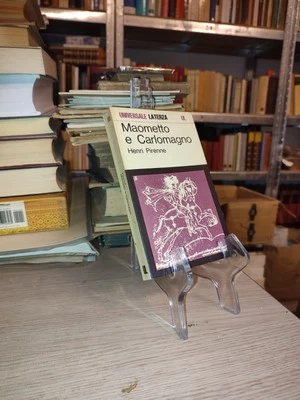 UNIVERSALE LATERZA
Maometto
e Carlomagno
Henri Pirenne